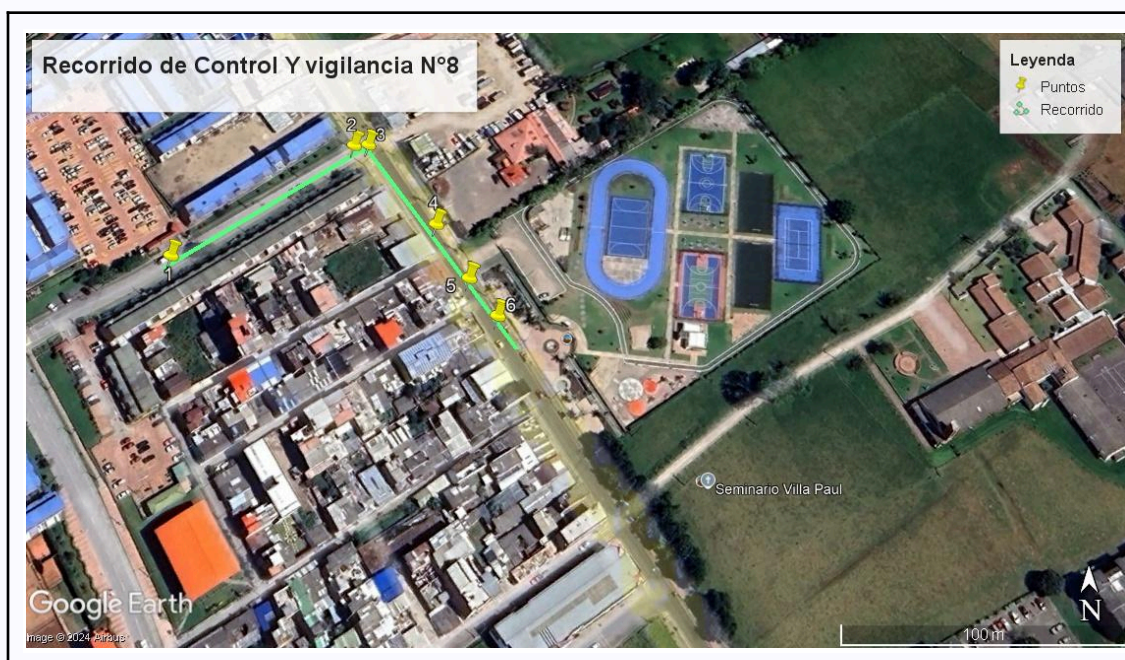 Recorrido de Control Y vigilancia Nº8
Leyenda
Puntos
Recorrido
2
3
4
1
5
6
Seminario Villa Paul
Google Earth
Image © 2024 Airbus
N
100 m